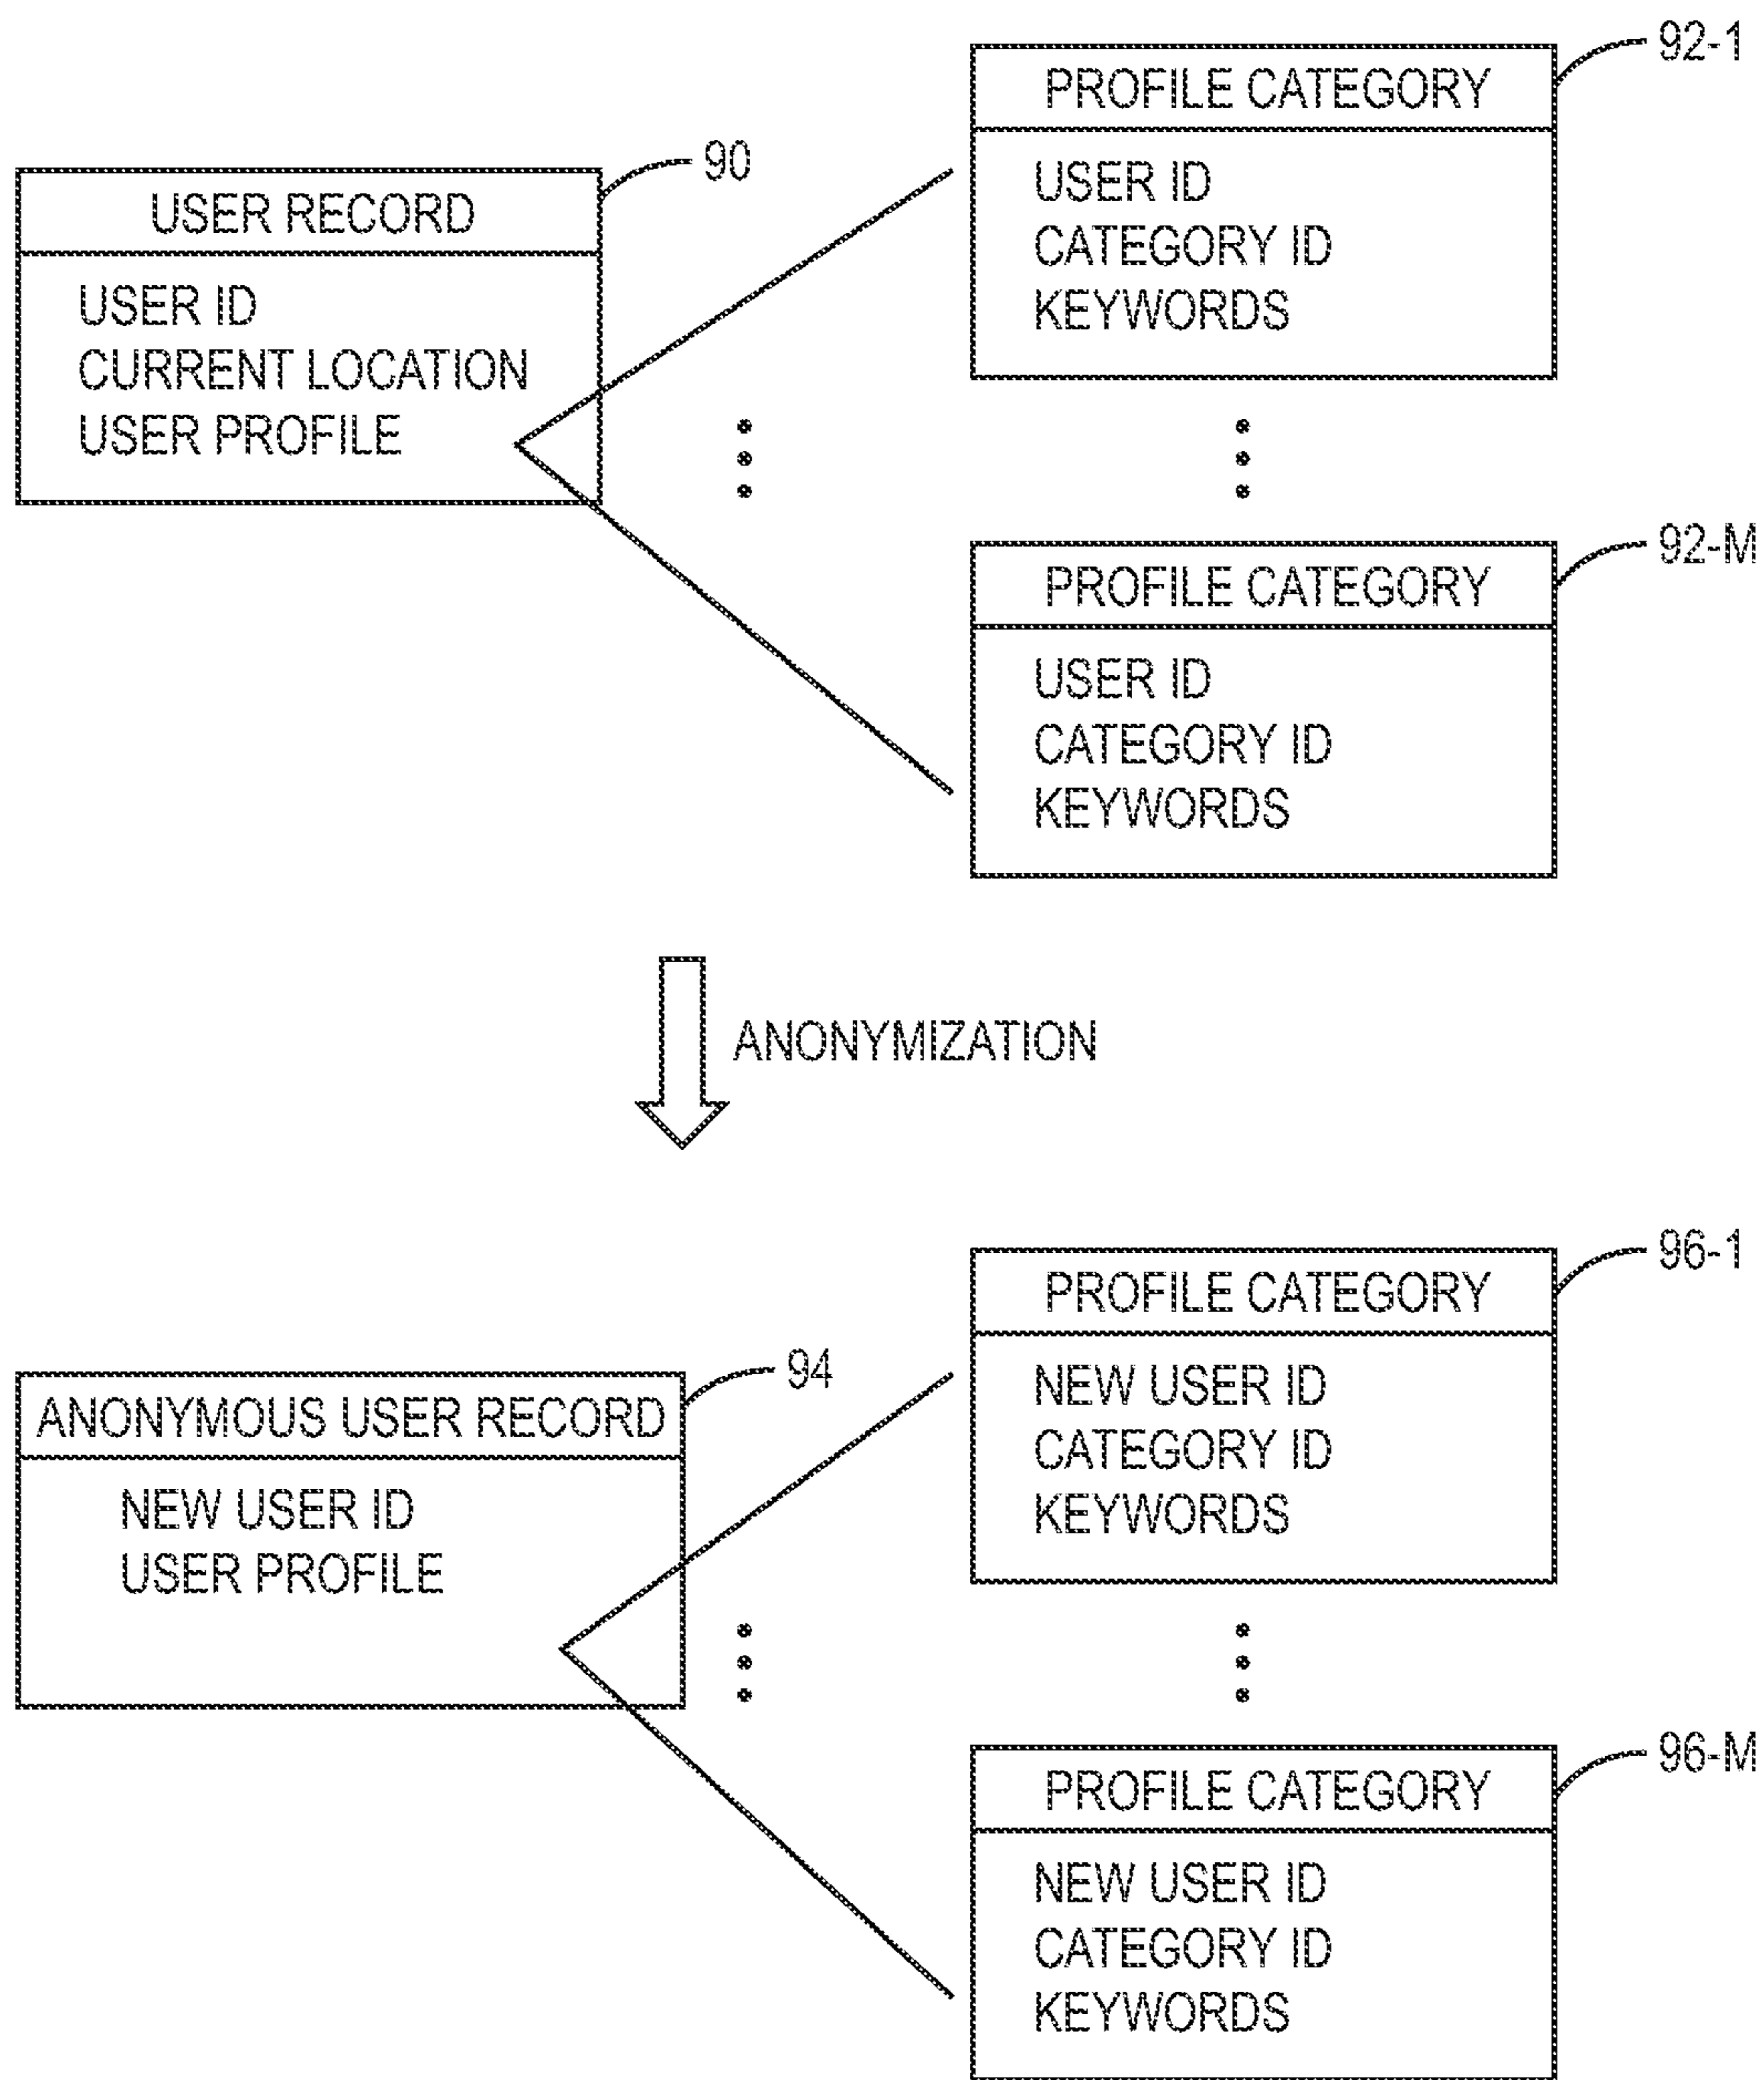 92-1
PROFILE CATEGORY
USER ID
CATEGORY ID
KEYWORDS
90
USER RECORD
USER ID
CURRENT LOCATION
USER PROFILE
92-M
PROFILE CATEGORY
USER ID
CATEGORY ID
KEYWORDS
ANONYMIZATION
96-1
PROFILE CATEGORY
NEW USER ID
CATEGORY ID
KEYWORDS
94
ANONYMOUS USER RECORD
NEW USER ID
USER PROFILE
96-M
PROFILE CATEGORY
NEW USER ID
CATEGORY ID
KEYWORDS